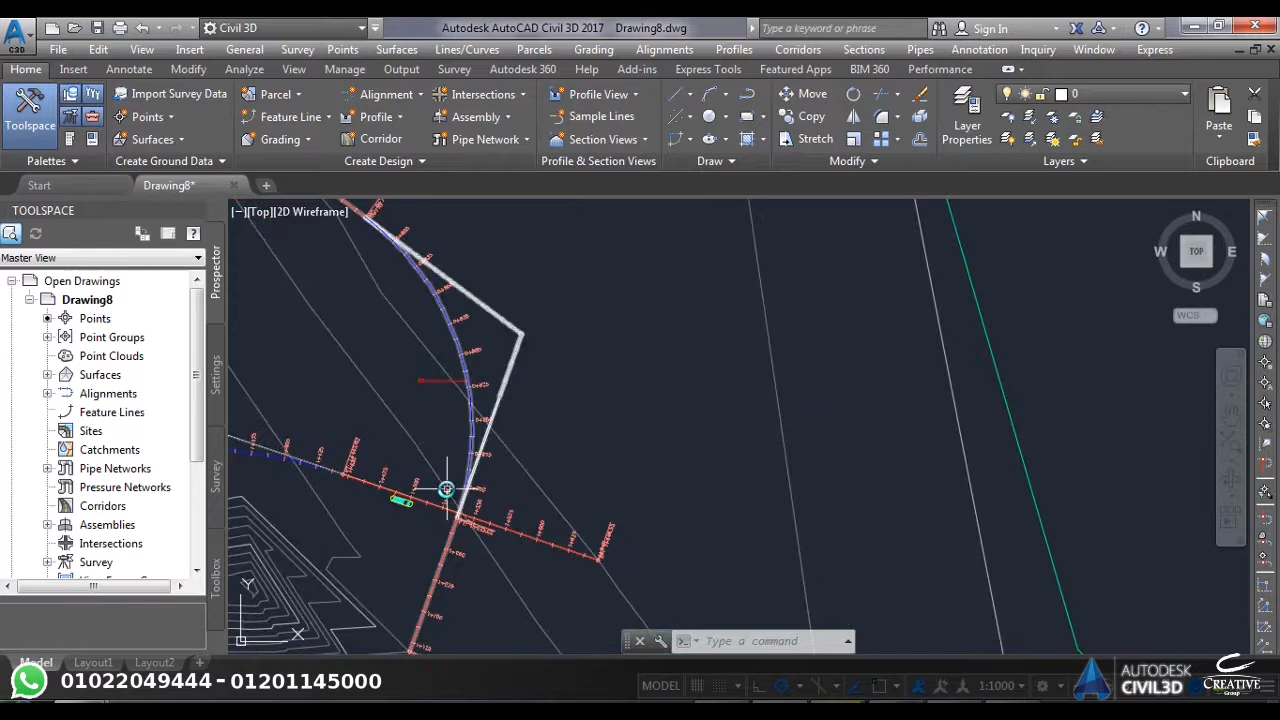 C3D
Civil 3D
Autodesk AutoCAD Civil 3D 2017 Drawing8.dwg
Type a keyword or phrase
Sign In
File Edit View Insert General Survey Points Surfaces Lines/Curves Parcels Grading Alignments Profiles Corridors Sections Pipes Annotation Inquiry Window Express
Home Insert Annotate Modify Analyze View Manage Output Survey Autodesk 360 Help Add-ins Express Tools Featured Apps BIM 360 Performance
Import Survey Data Parcel Alignment Intersections Profile View Move 0
Toolspace Points Feature Line Profile Assembly Sample Lines Copy Layer Properties Paste
Surfaces Grading Corridor Pipe Network Section Views Stretch
Palettes Create Ground Data Create Design Profile & Section Views Draw Modify Layers Clipboard
Start Drawing8*
TOOLSPACE
[−][Top][2D Wireframe]
N
W TOP E
S
WCS
Master View
Prospector
Settings
Survey
Toolbox
Open Drawings
Drawing8
Points
Point Groups
Point Clouds
Surfaces
Alignments
Feature Lines
Sites
Catchments
Pipe Networks
Pressure Networks
Corridors
Assemblies
Intersections
Survey
Y
X
Type a command
Model Layout1 Layout2
01022049444 – 01201145000
MODEL 1:1000
AUTODESK
CIVIL3D
CREATIVE
Group